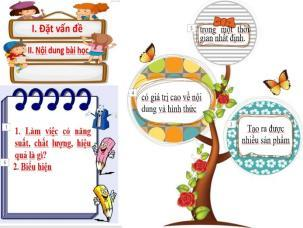 I. Đặt vấn đề
II. Nội dung bài học
1. Làm việc có năng
suất, chất lượng, hiệu
quả là gì?
2. Biểu hiện
trong một thời
gian nhất định.
có giá trị cao về nội
dung và hình thức
Tạo ra được
nhiều sản phẩm